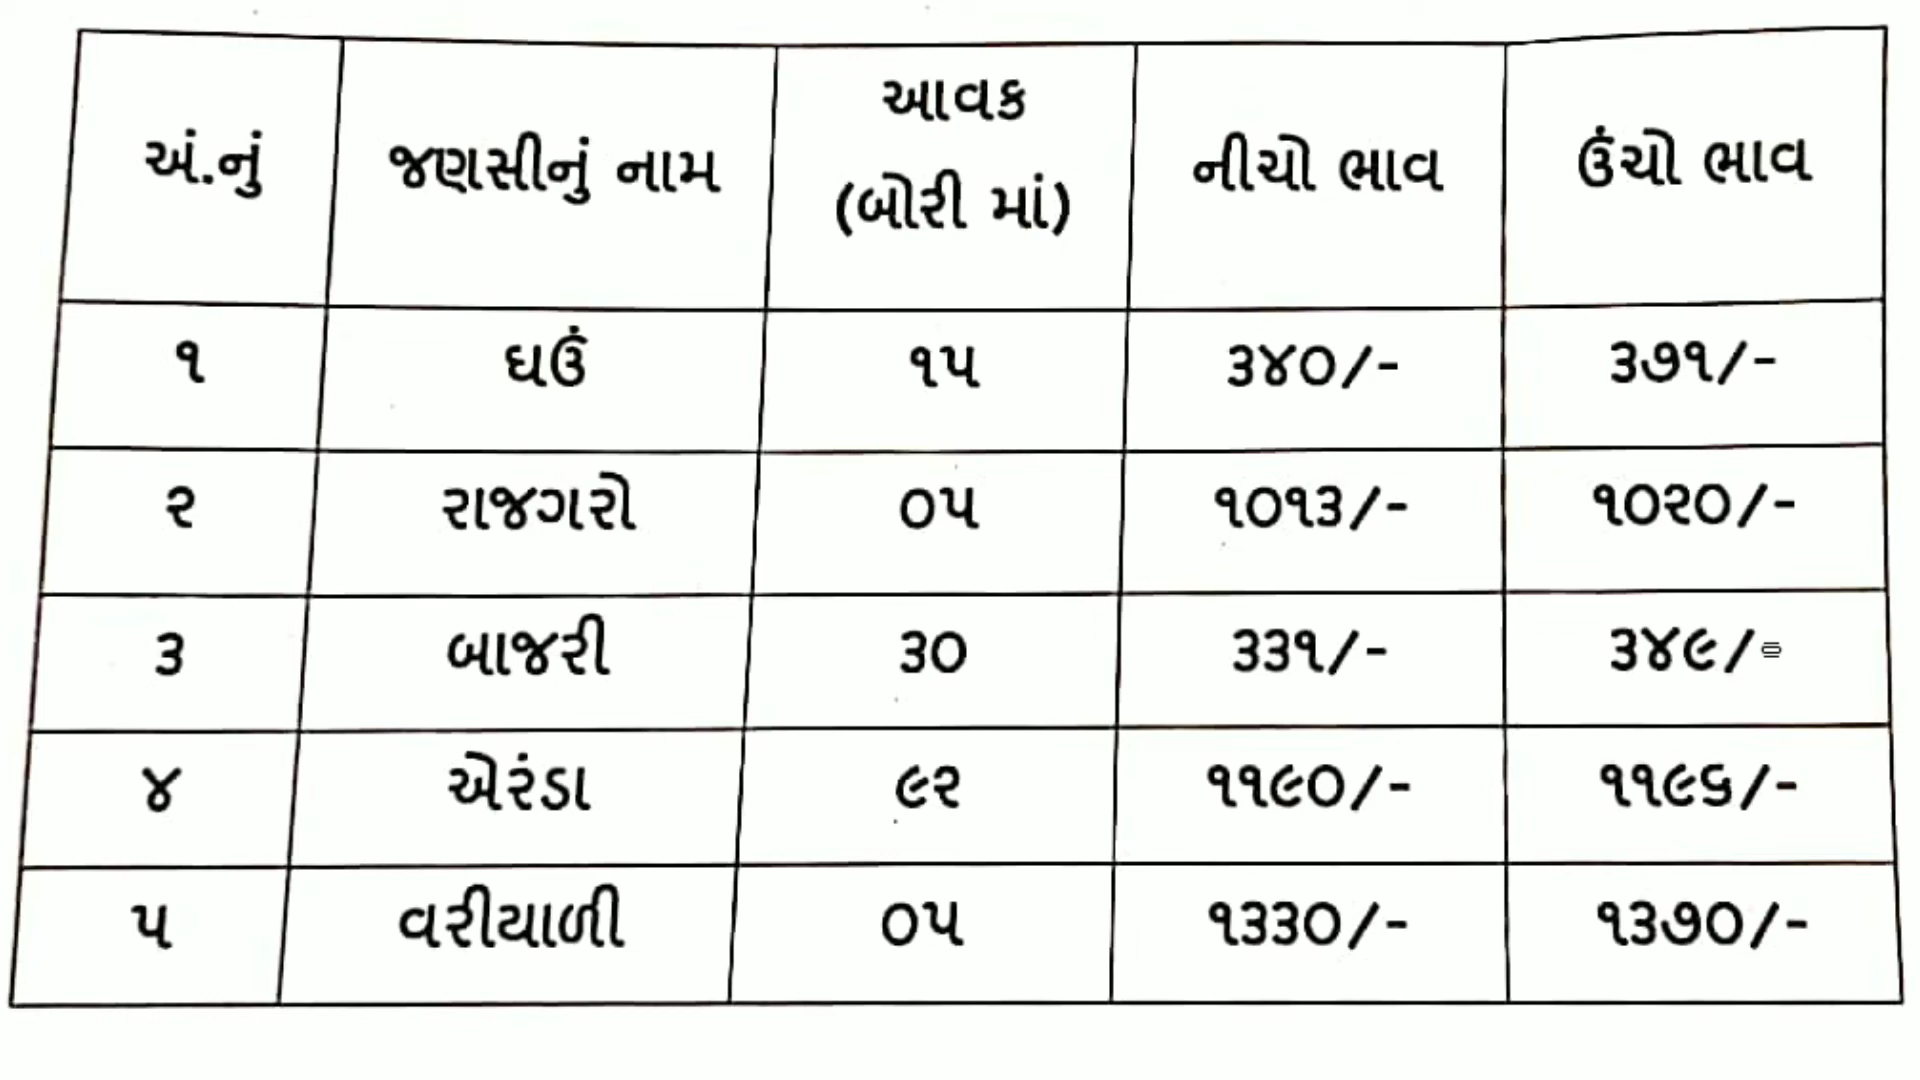 અં.નું જણસીનું નામ આવક (બોરી માં) નીચો ભાવ ઉંચો ભાવ
૧ ઘઉં ૧૫ ૩૪૦/- ૩૭૧/-
૨ રાજગરો ૦૫ ૧૦૧૩/- ૧૦૨૦/-
૩ બાજરી ૩૦ ૩૩૧/- ૩૪૯/-
૪ એરંડા ૯૨ ૧૧૯૦/- ૧૧૯૬/-
૫ વરીયાળી ૦૫ ૧૩૩૦/- ૧૩૭૦/-